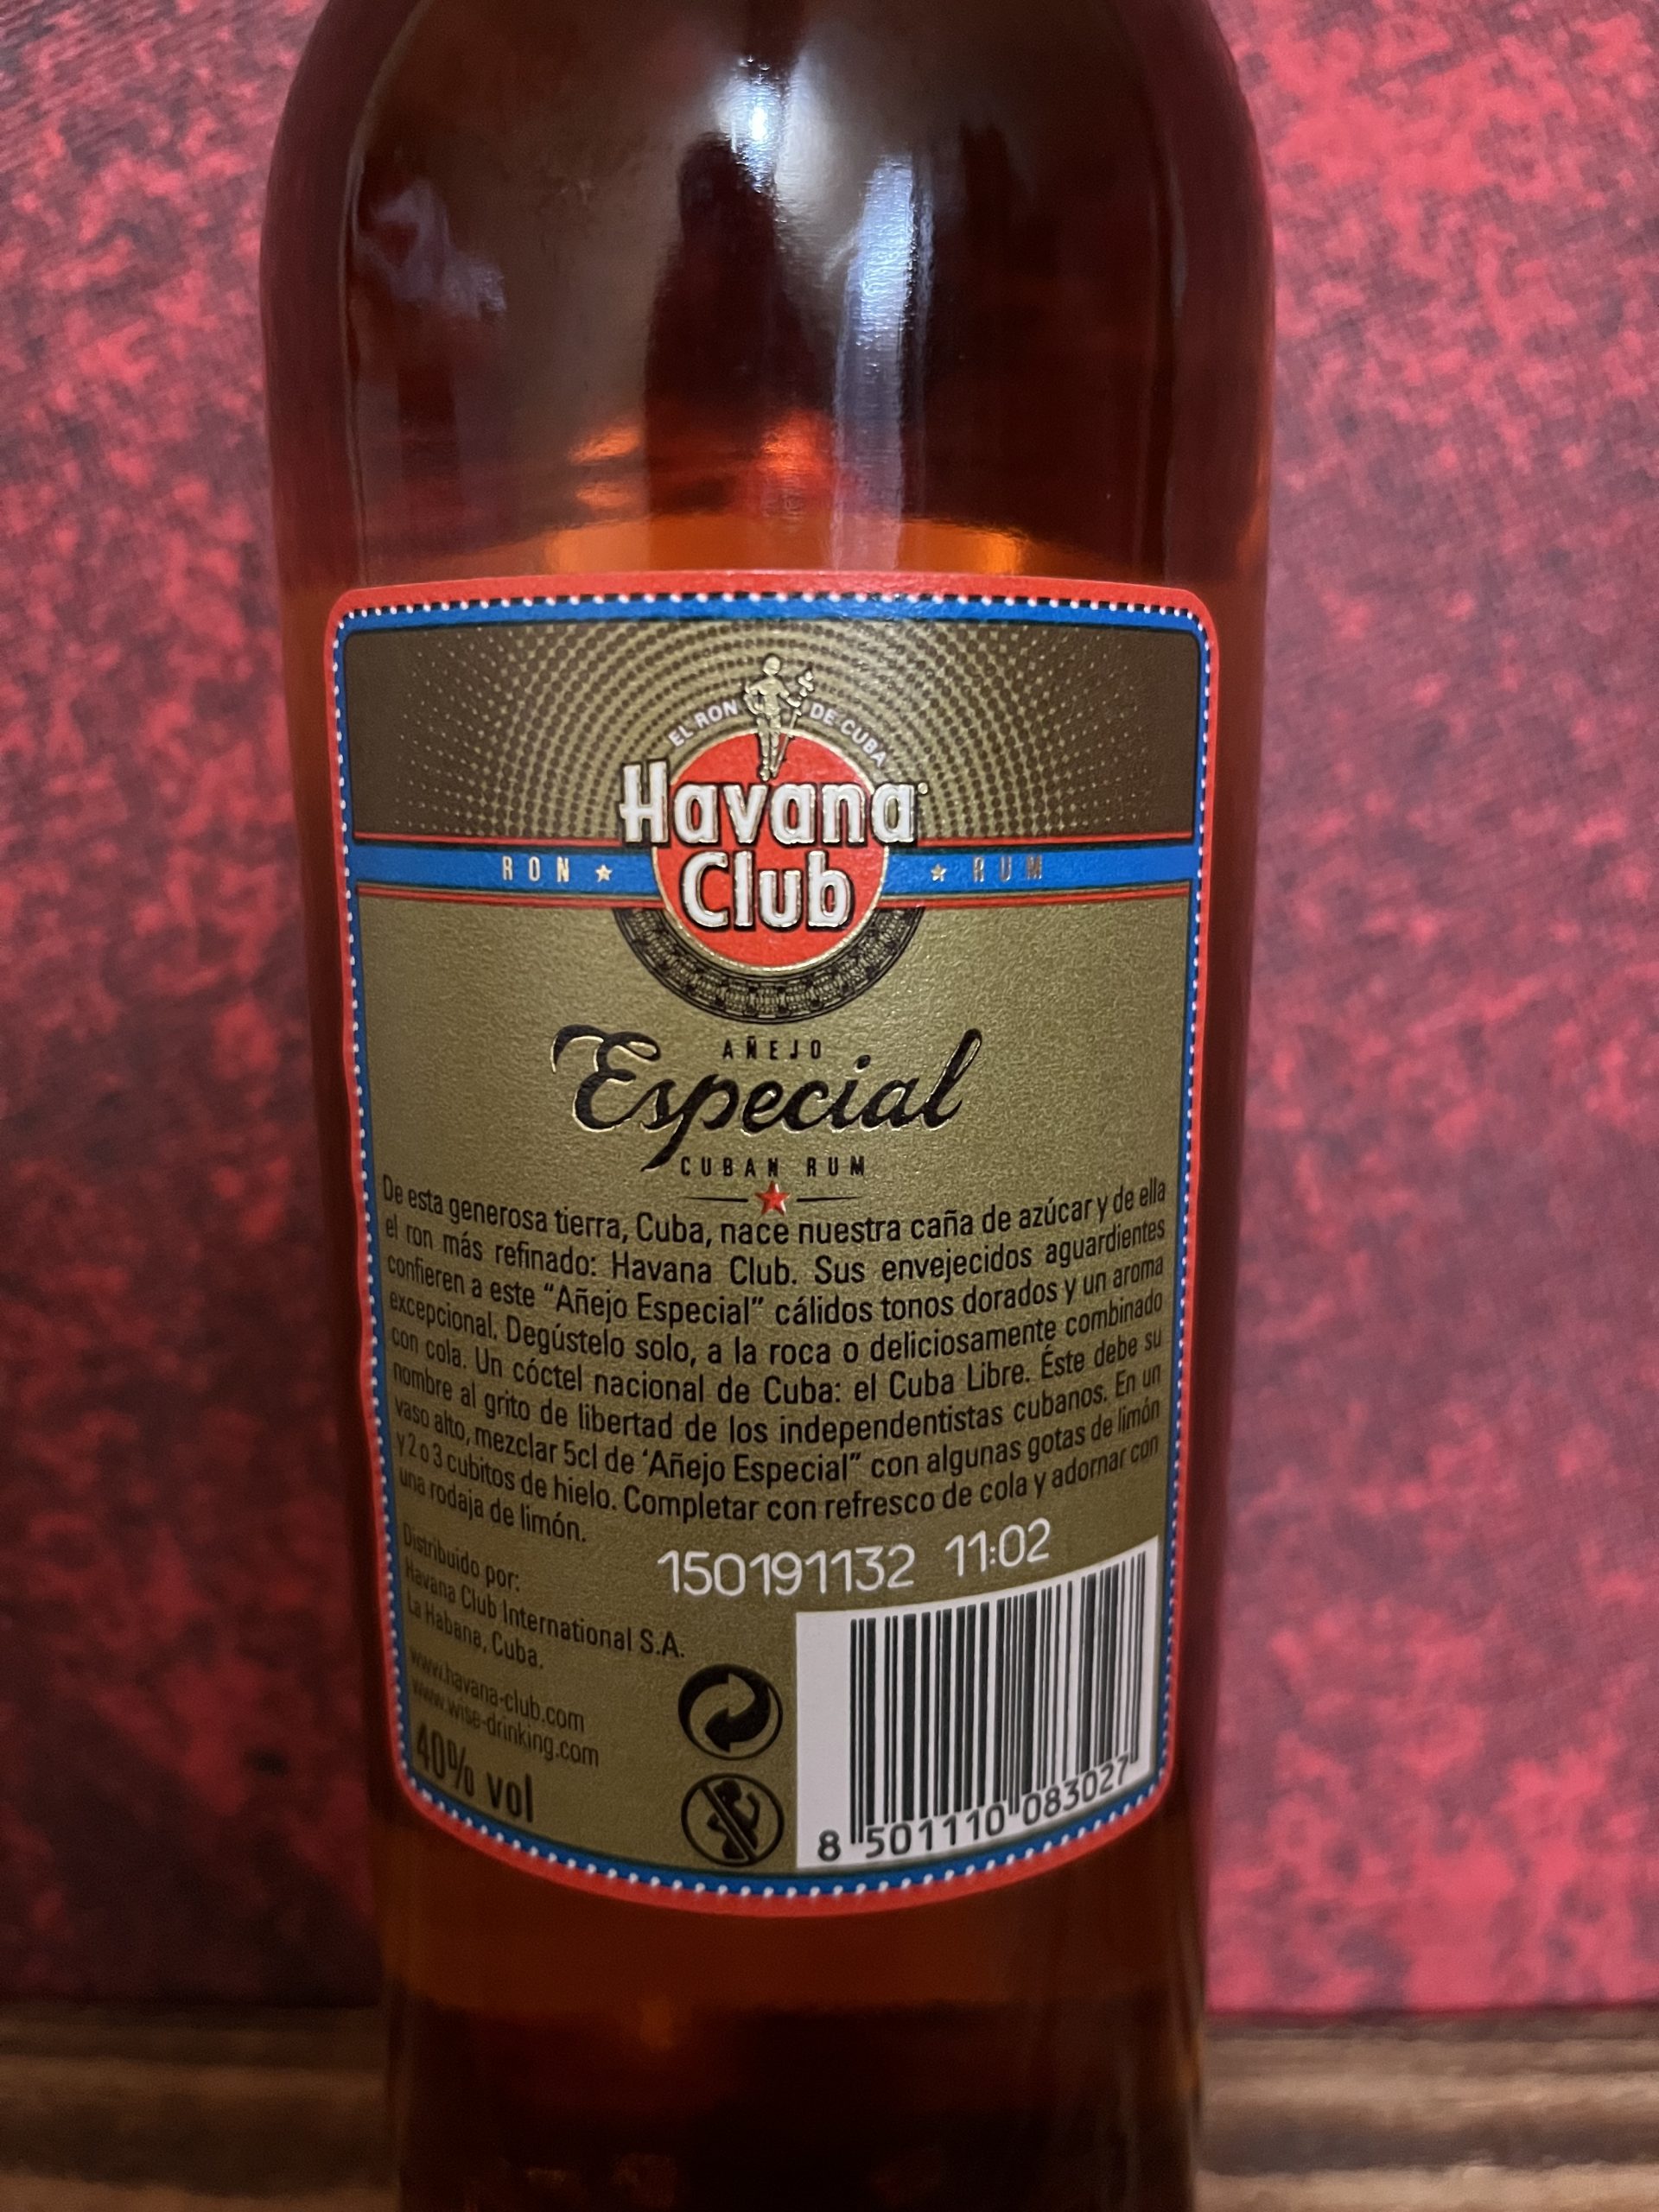 EL RON DE CUBA
Havana
Club
RON ★ ★ RUM
AÑEJO
Especial
CUBAN RUM
De esta generosa tierra, Cuba, nace nuestra caña de azúcar y de ella
el ron más refinado: Havana Club. Sus envejecidos aguardientes
confieren a este “Añejo Especial” cálidos tonos dorados y un aroma
excepcional. Degústelo solo, a la roca o deliciosamente combinado
con cola. Un cóctel nacional de Cuba: el Cuba Libre. Éste debe su
nombre al grito de libertad de los independentistas cubanos. En un
vaso alto, mezclar 5cl de ‘Añejo Especial” con algunas gotas de limón
y 2 o 3 cubitos de hielo. Completar con refresco de cola y adornar con
una rodaja de limón.
150191132 11:02
Distribuido por:
Havana Club International S.A.
La Habana, Cuba.
www.havana-club.com
www.wise-drinking.com
40% vol
8 501110 083027